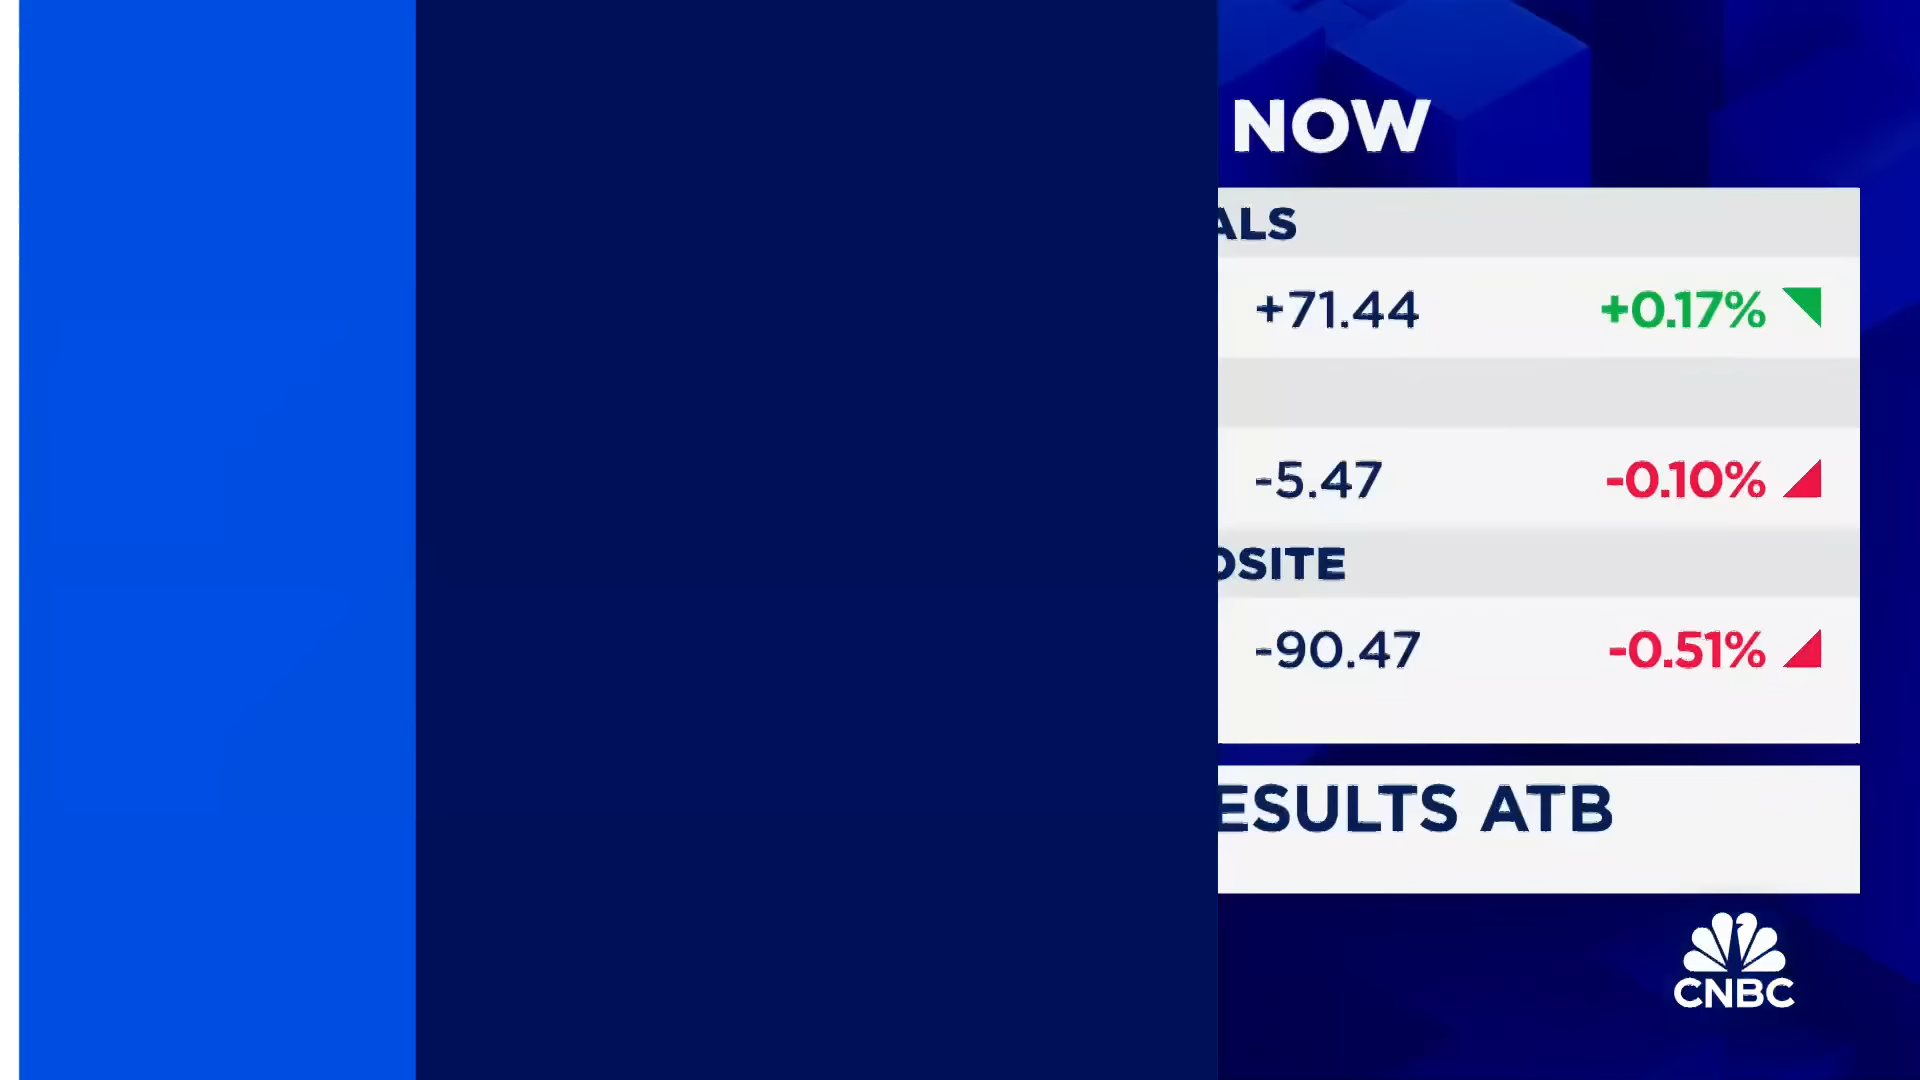 NOW
ALS
+71.44 +0.17%
-5.47 -0.10%
OSITE
-90.47 -0.51%
ESULTS ATB
CNBC